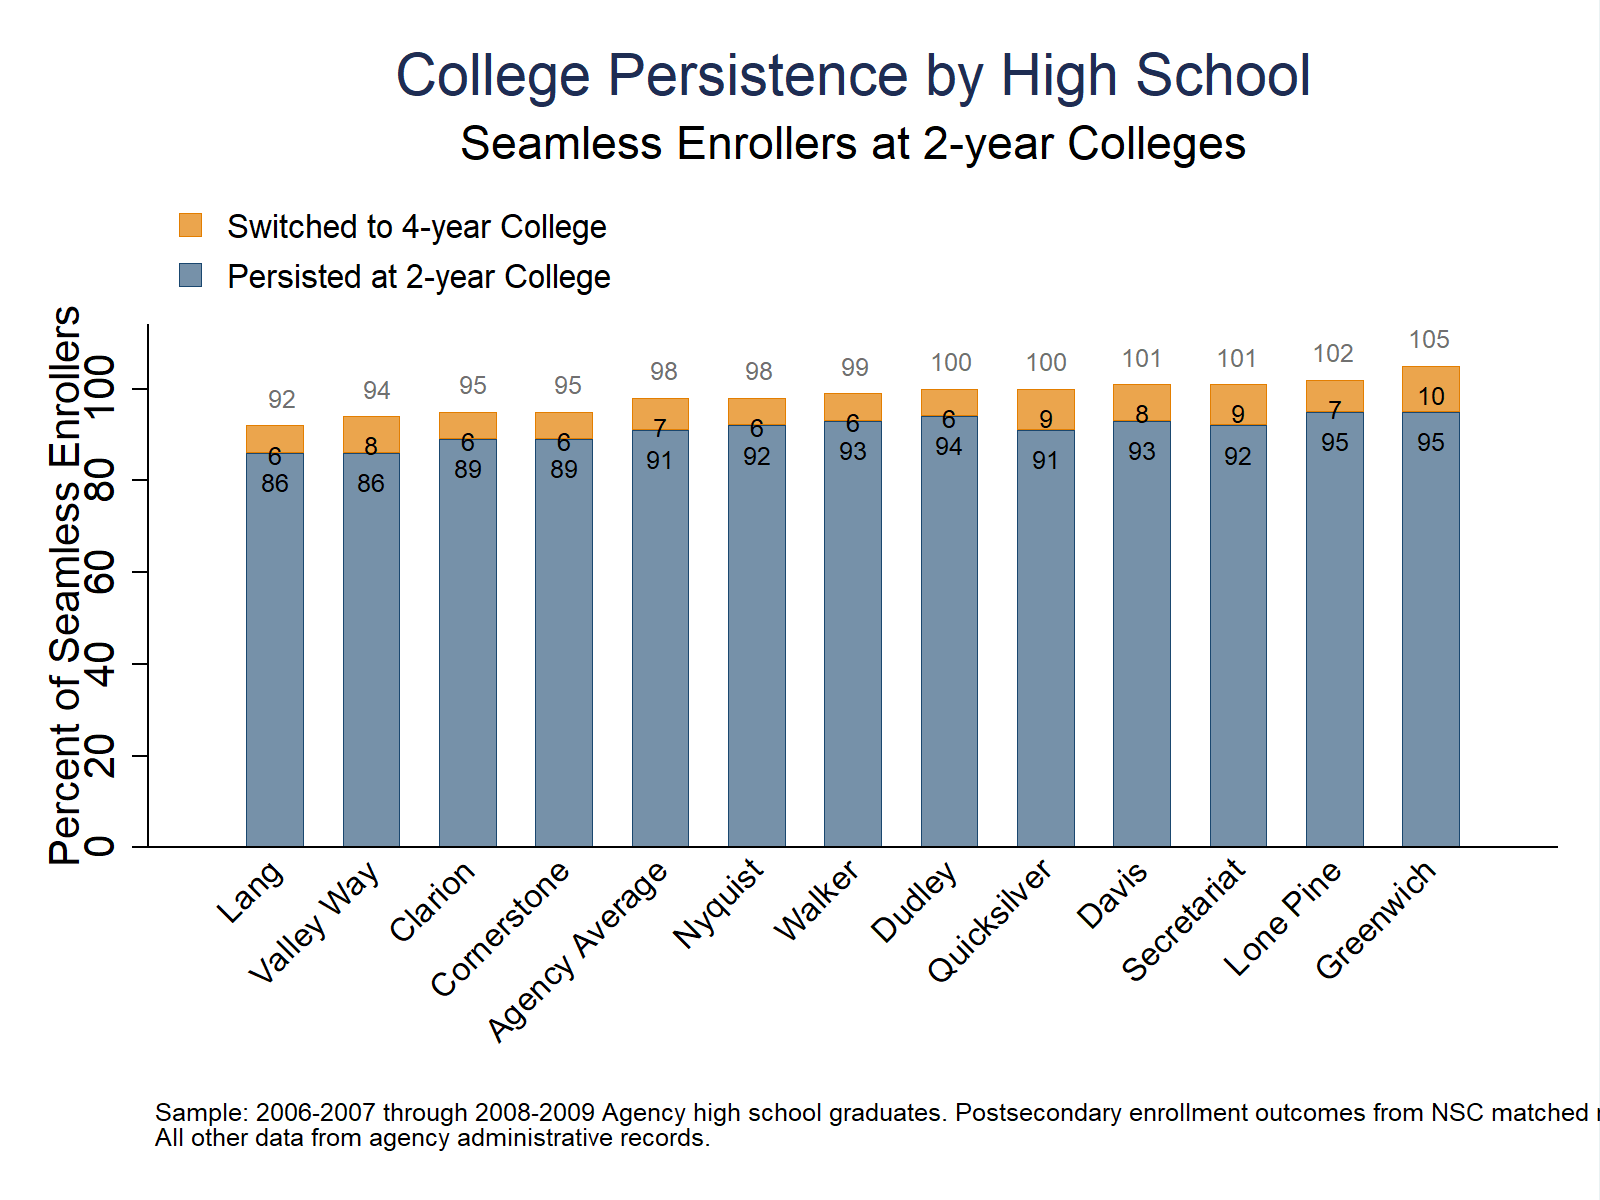 College Persistence by High School
Seamless Enrollers at 2-year Colleges
Switched to 4-year College
Persisted at 2-year College
Percent of Seamless Enrollers
100
80
60
40
20
0
92 94 95 95 98 98 99 100 100 101 101 102 105
6 8 6 6 7 6 6 6 9 8 9 7 10
86 86 89 89 91 92 93 94 91 93 92 95 95
Lang
Valley Way
Clarion
Cornerstone
Agency Average
Nyquist
Walker
Dudley
Quicksilver
Davis
Secretariat
Lone Pine
Greenwich
Sample: 2006-2007 through 2008-2009 Agency high school graduates. Postsecondary enrollment outcomes from NSC matched
All other data from agency administrative records.